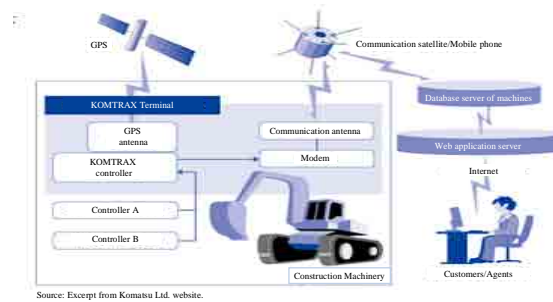 GPS
Communication satellite/Mobile phone
KOMTRAX Terminal
GPS
antenna
Communication antenna
KOMTRAX
controller
Modem
Controller A
Controller B
Construction Machinery
Database server of machines
Web application server
Internet
Customers/Agents
Source: Excerpt from Komatsu Ltd. website.